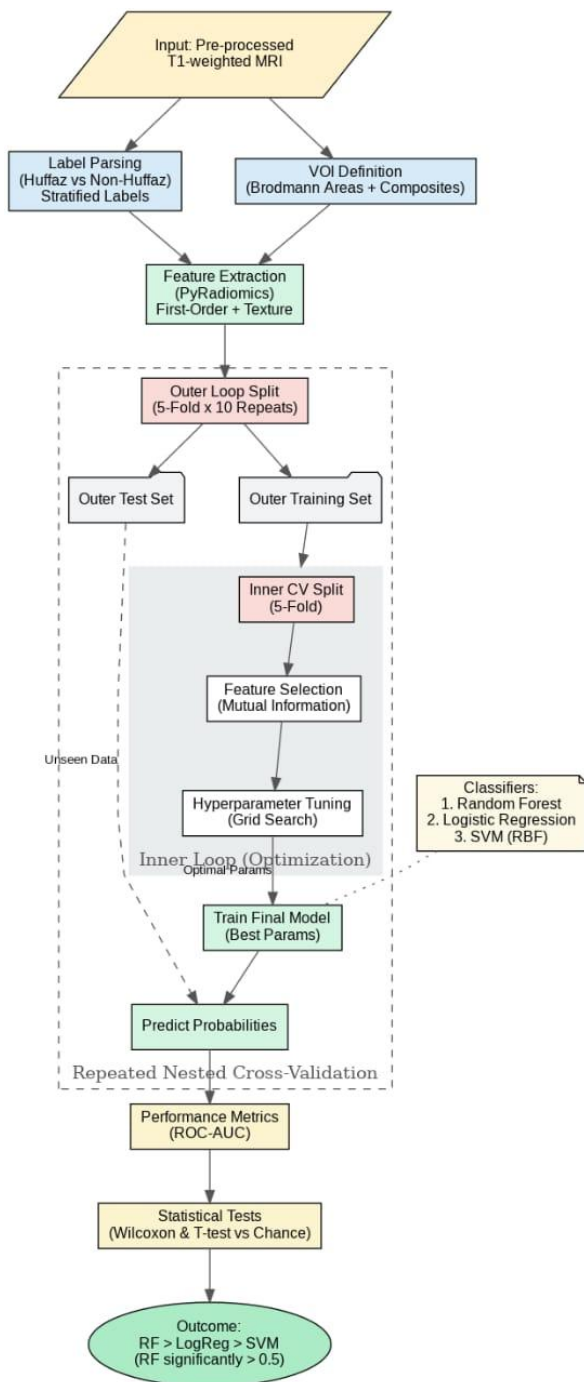 Input: Pre-processed
T1-weighted MRI
Label Parsing
(Huffaz vs Non-Huffaz)
Stratified Labels
VOI Definition
(Brodmann Areas + Composites)
Feature Extraction
(PyRadiomics)
First-Order + Texture
Outer Loop Split
(5-Fold x 10 Repeats)
Outer Test Set
Outer Training Set
Inner CV Split
(5-Fold)
Feature Selection
(Mutual Information)
Unseen Data
Hyperparameter Tuning
(Grid Search)
Classifiers:
1. Random Forest
2. Logistic Regression
3. SVM (RBF)
Inner Loop (Optimization)
Optimal Params
Train Final Model
(Best Params)
Predict Probabilities
Repeated Nested Cross-Validation
Performance Metrics
(ROC-AUC)
Statistical Tests
(Wilcoxon & T-test vs Chance)
Outcome:
RF > LogReg > SVM
(RF significantly > 0.5)